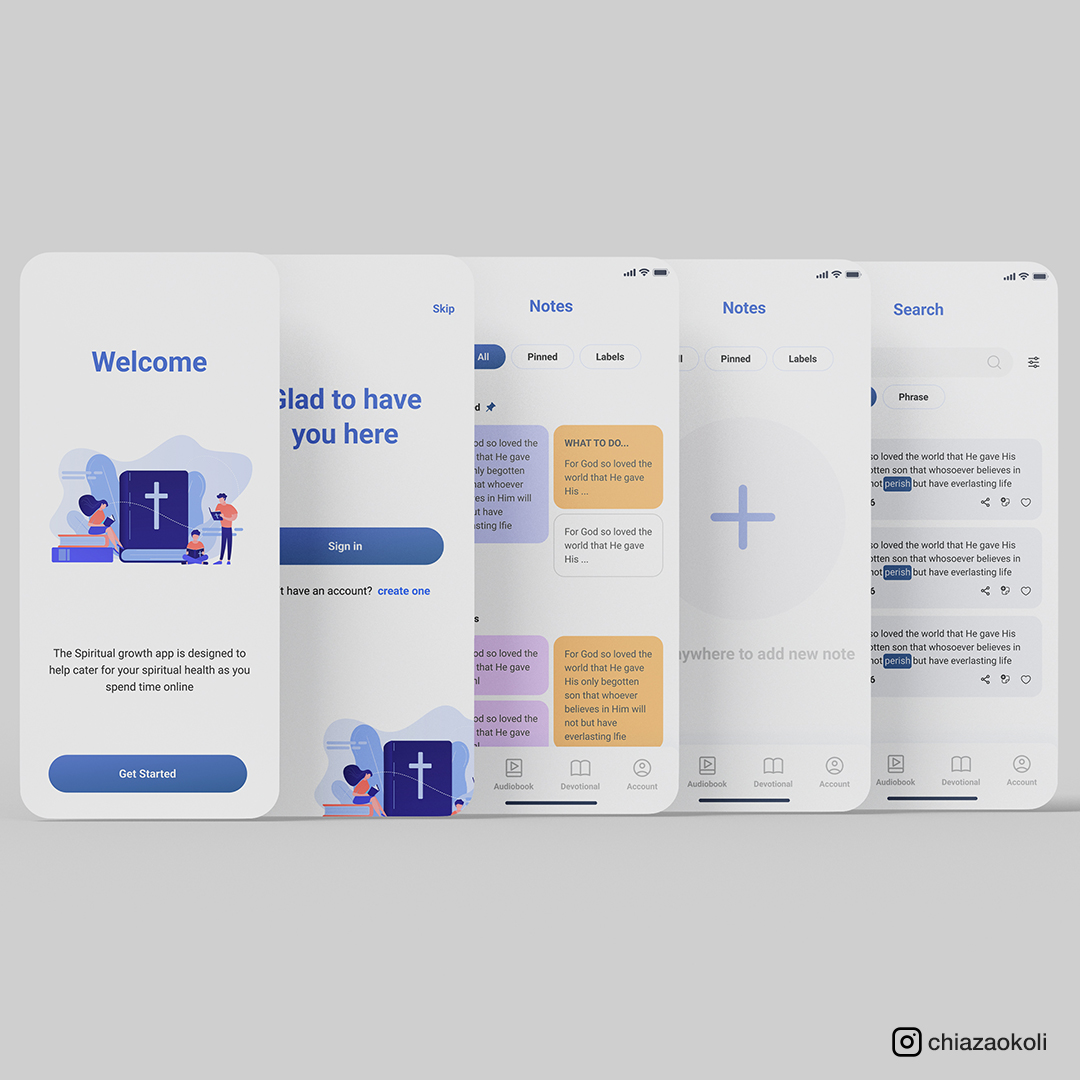 Welcome
The Spiritual growth app is designed to
help cater for your spiritual health as you
spend time online
Get Started
Skip
Glad to have
you here
Sign in
t have an account? create one
Notes
All
Pinned
Labels
d
od so loved the
that He gave
nly begotten
that whoever
es in Him will
ut have
asting lfie
WHAT TO DO...
For God so loved the
world that He gave
His ...
For God so loved the
world that He gave
His ...
s
od so loved the
that He gave
nl
od so loved the
that He gave
nl
For God so loved the
world that He gave
His only begotten
son that whoever
believes in Him will
not but have
everlasting lfie
Audiobook
Devotional
Account
Notes
ll
Pinned
Labels
nywhere to add new note
Audiobook
Devotional
Account
Search
Phrase
so loved the world that He gave His
otten son that whosoever believes in
not perish but have everlasting life
6
so loved the world that He gave His
otten son that whosoever believes in
not perish but have everlasting life
6
so loved the world that He gave His
otten son that whosoever believes in
not perish but have everlasting life
6
Audiobook
Devotional
Account
chiazaokoli